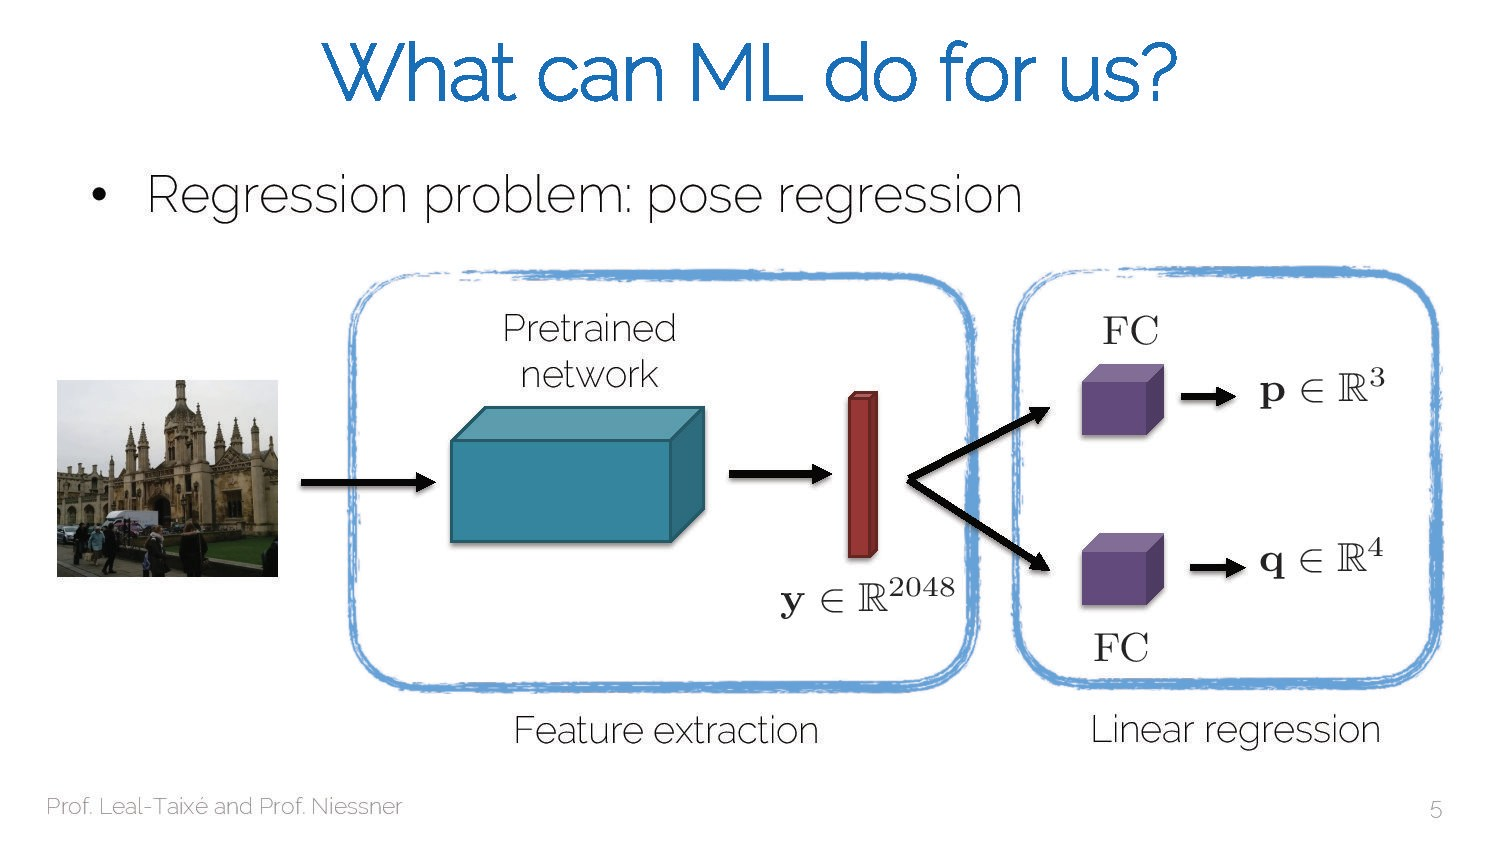 What can ML do for us?
• Regression problem: pose regression
Pretrained
network
y ∈ ℝ²⁰⁴⁸
FC
p ∈ ℝ³
q ∈ ℝ⁴
FC
Feature extraction
Linear regression
Prof. Leal-Taixé and Prof. Niessner
5